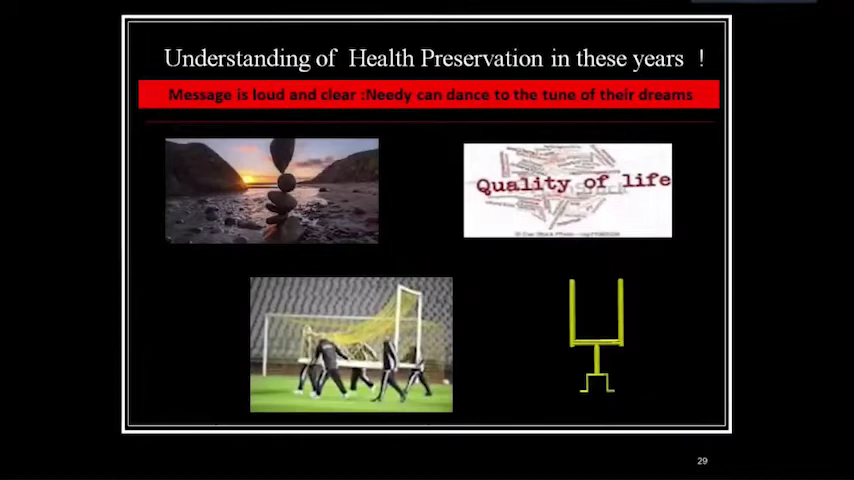 Understanding of Health Preservation in these years !
Message is loud and clear :Needy can dance to the tune of their dreams
Quality of life
29